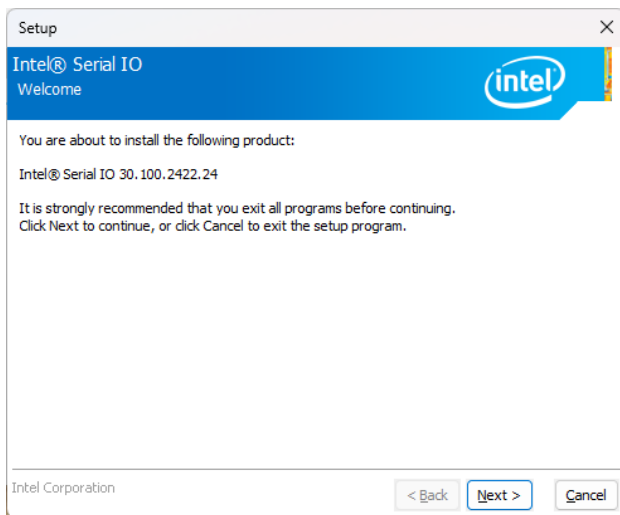 Setup
Intel® Serial IO
Welcome
intel
You are about to install the following product:
Intel® Serial IO 30.100.2422.24
It is strongly recommended that you exit all programs before continuing.
Click Next to continue, or click Cancel to exit the setup program.
Intel Corporation
< Back Next > Cancel